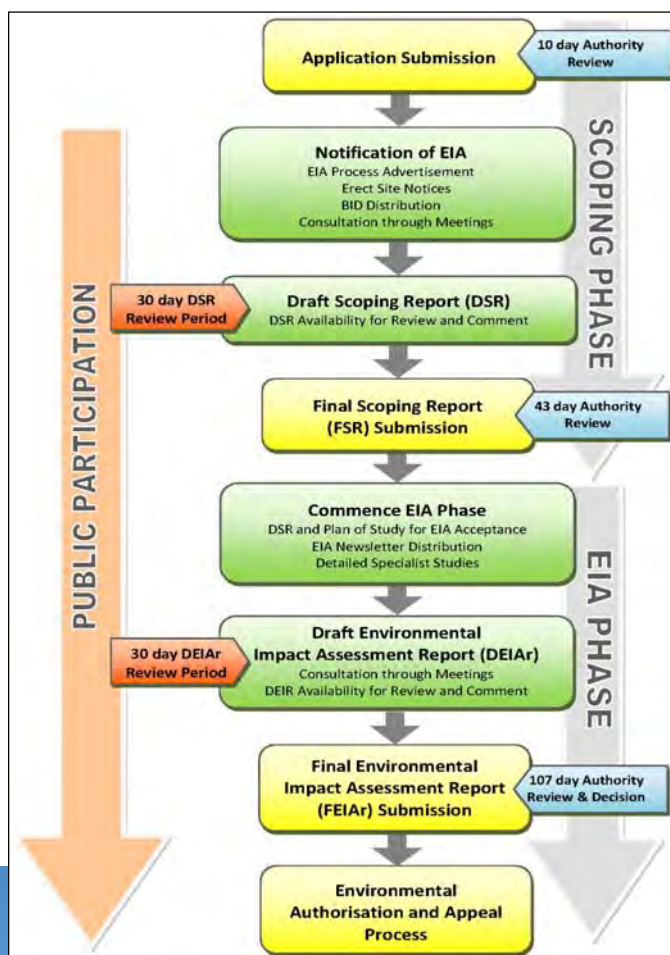 Application Submission
10 day Authority
Review
Notification of EIA
EIA Process Advertisement
Erect Site Notices
BID Distribution
Consultation through Meetings
SCOPING PHASE
PUBLIC PARTICIPATION
30 day DSR
Review Period
Draft Scoping Report (DSR)
DSR Availability for Review and Comment
Final Scoping Report
(FSR) Submission
43 day Authority
Review
Commence EIA Phase
DSR and Plan of Study for EIA Acceptance
EIA Newsletter Distribution
Detailed Specialist Studies
EIA PHASE
30 day DEIAr
Review Period
Draft Environmental
Impact Assessment Report (DEIAr)
Consultation through Meetings
DEIR Availability for Review and Comment
Final Environmental
Impact Assessment Report
(FEIAr) Submission
107 day Authority
Review & Decision
Environmental
Authorisation and Appeal
Process